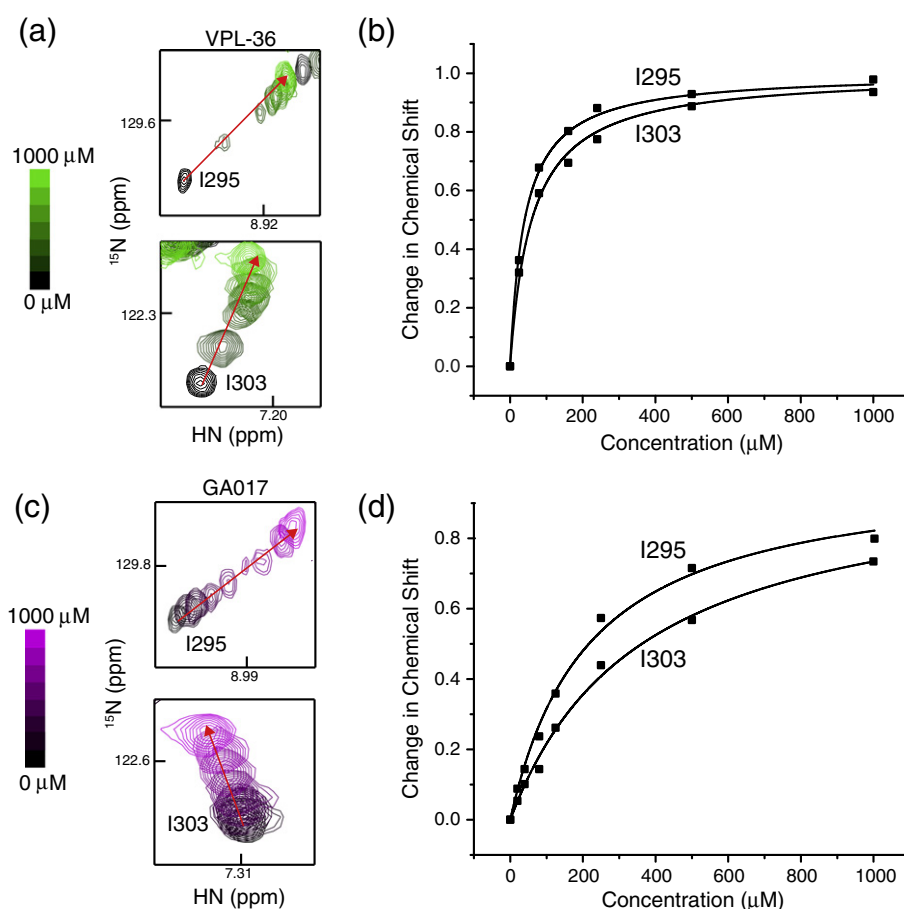 (a)
VPL-36
1000 μM
0 μM
¹⁵N (ppm)
129.6
I295
8.92
122.3
I303
7.20
HN (ppm)
(b)
Change in Chemical Shift
1.0
0.8
0.6
0.4
0.2
0.0
I295
I303
0 200 400 600 800 1000
Concentration (μM)
(c)
GA017
1000 μM
0 μM
¹⁵N (ppm)
129.8
I295
8.99
122.6
I303
7.31
HN (ppm)
(d)
Change in Chemical Shift
0.8
0.6
0.4
0.2
0.0
I295
I303
0 200 400 600 800 1000
Concentration (μM)